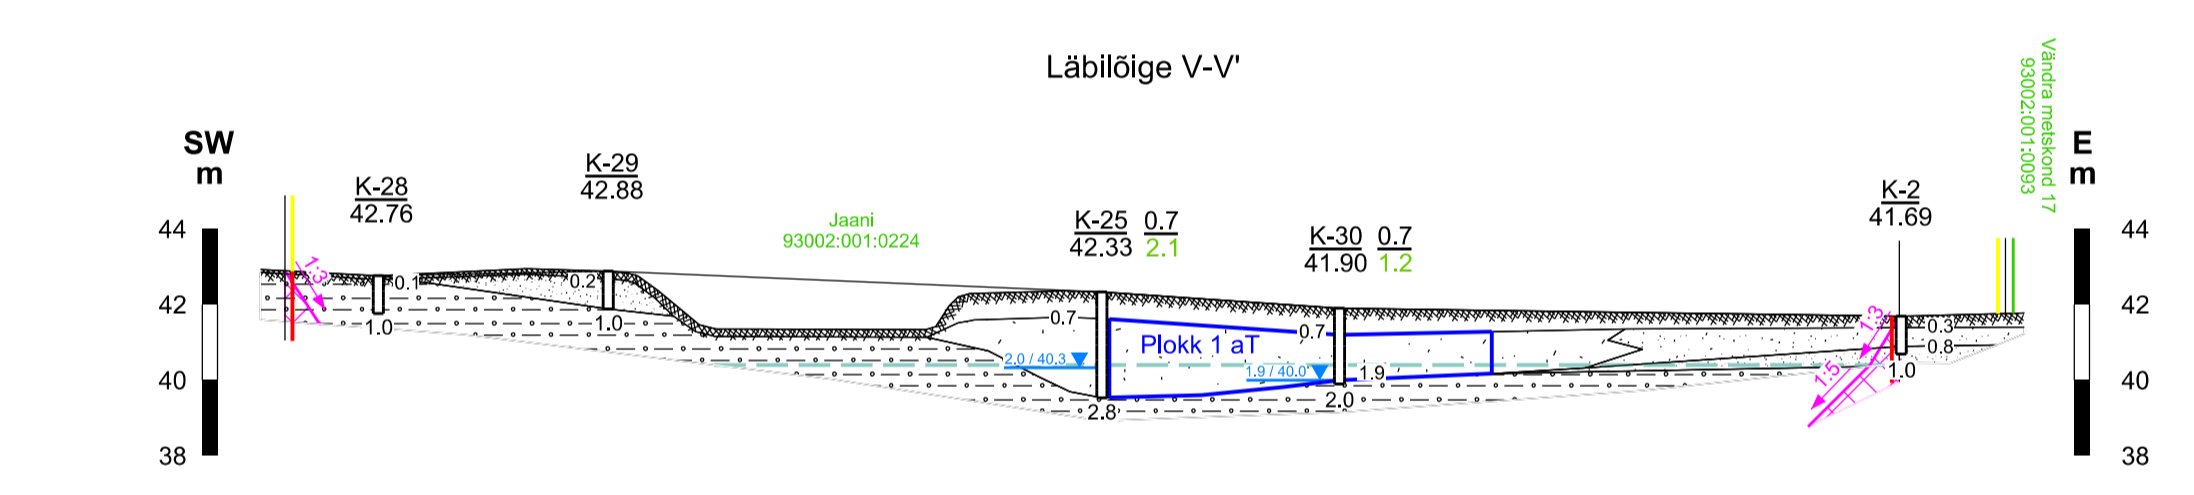 Läbilõige V-V'
Vändra metskond 17
93002:001:0093
SW
m
E
m
K-28
42.76
K-29
42.88
Jaani
93002:001:0224
K-25 0.7
42.33 2.1
K-30 0.7
41.90 1.2
K-2
41.69
44
42
40
38
44
42
40
38
1:3
0.1
1.0
0.2
1.0
0.7
2.0 / 40.3
2.8
Plokk 1 aT
0.7
1.9 / 40.0
1.9
2.0
1:3
1:5
0.3
0.8
1.0